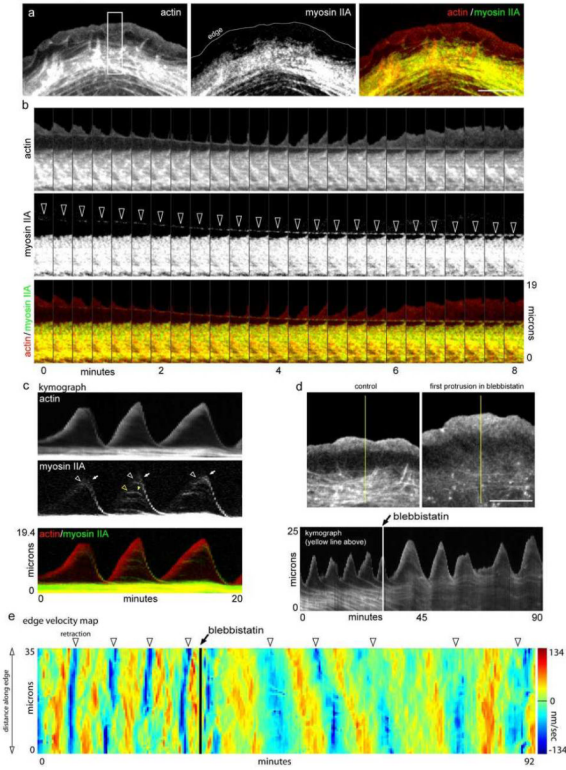 a
actin
myosin IIA
edge
actin/myosin IIA
b
actin
myosin IIA
actin/myosin IIA
19
microns
0
0 minutes 2 4 6 8
c kymograph
actin
myosin IIA
actin/myosin IIA
19.4
microns
0
0 minutes 20
d
control
first protrusion in blebbistatin
blebbistatin
kymograph
(yellow line above)
25
microns
0
0 minutes 45 90
e edge velocity map
retraction
blebbistatin
distance along edge
microns
35
0
0 minutes 92
134
0
-134
nm/sec